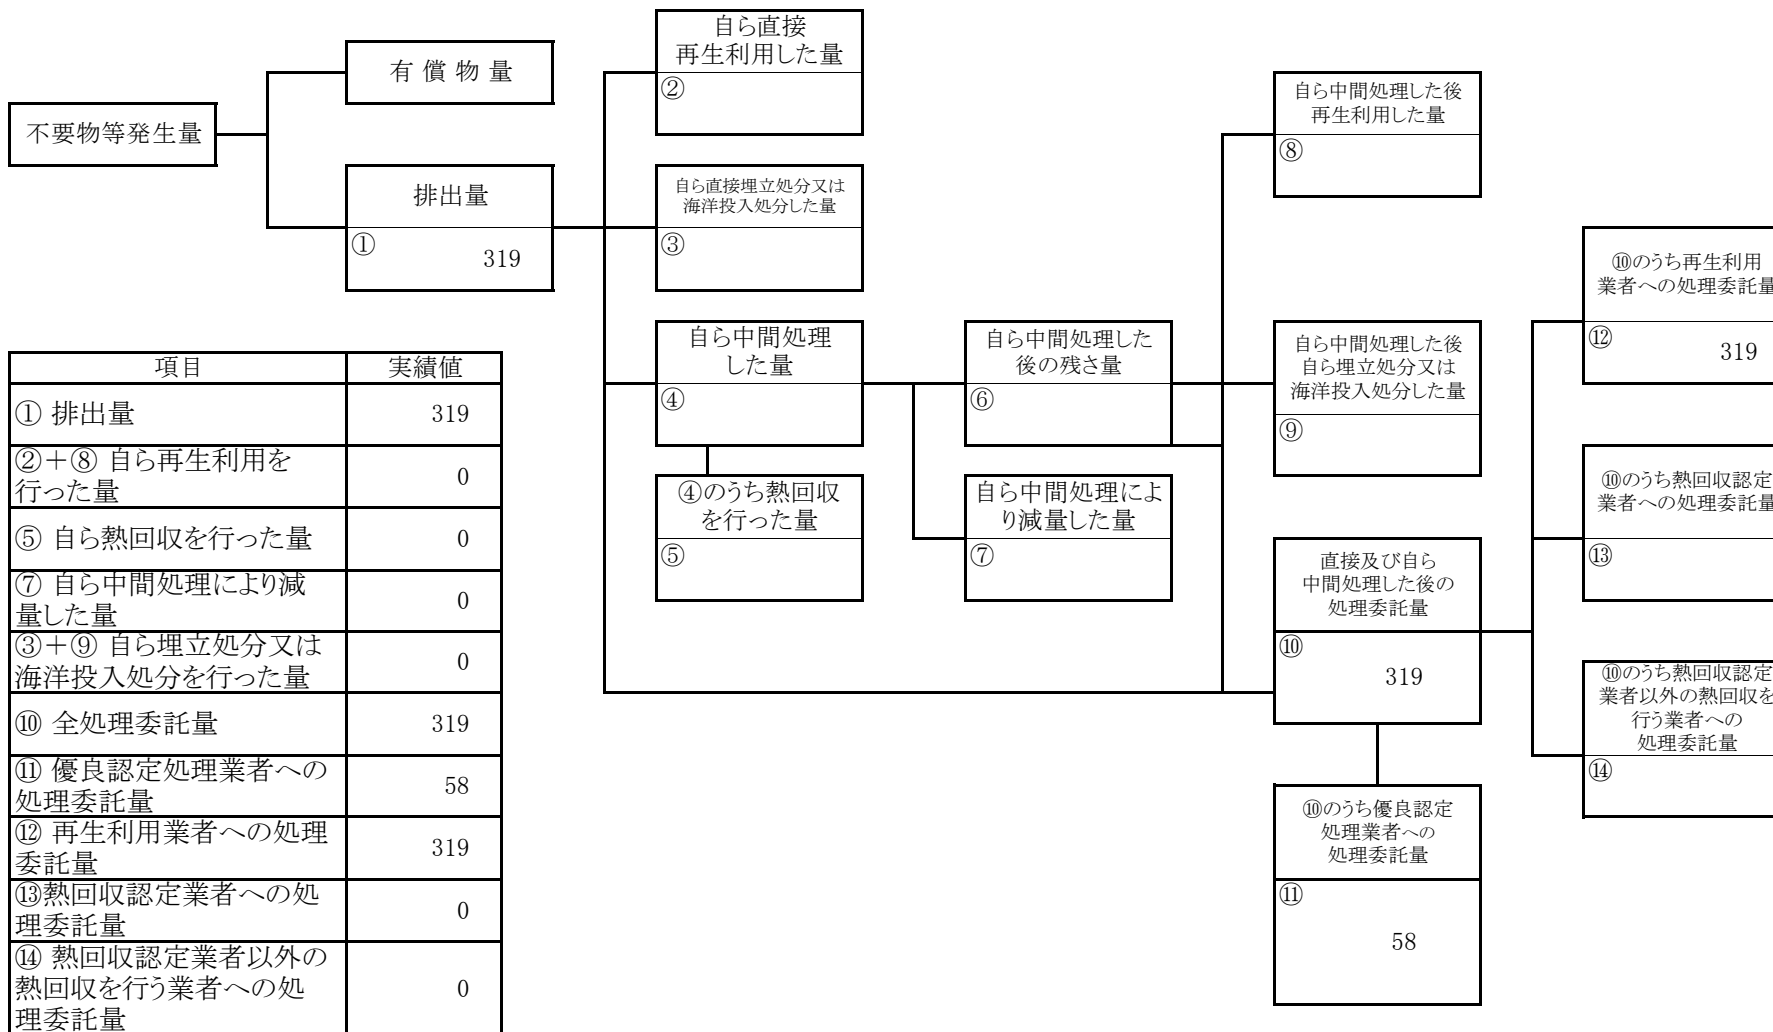 不要物等発生量
有償物量
排出量
①
319
自ら直接
再生利用した量
②
自ら直接埋立処分又は
海洋投入処分した量
③
自ら中間処理
した量
④
④のうち熱回収
を行った量
⑤
自ら中間処理した
後の残さ量
⑥
自ら中間処理によ
り減量した量
⑦
自ら中間処理した後
再生利用した量
⑧
自ら中間処理した後
自ら埋立処分又は
海洋投入処分した量
⑨
直接及び自ら
中間処理した後の
処理委託量
⑩
319
⑩のうち優良認定
処理業者への
処理委託量
⑪
58
⑩のうち再生利用
業者への処理委託量
⑫
319
⑩のうち熱回収認定
業者への処理委託量
⑬
⑩のうち熱回収認定
業者以外の熱回収を
行う業者への
処理委託量
⑭
項目 実績値
① 排出量 319
②＋⑧ 自ら再生利用を
行った量 0
⑤ 自ら熱回収を行った量 0
⑦ 自ら中間処理により減
量した量 0
③＋⑨ 自ら埋立処分又は
海洋投入処分を行った量 0
⑩ 全処理委託量 319
⑪ 優良認定処理業者への
処理委託量 58
⑫ 再生利用業者への処理
委託量 319
⑬熱回収認定業者への処
理委託量 0
⑭ 熱回収認定業者以外の
熱回収を行う業者への処
理委託量 0